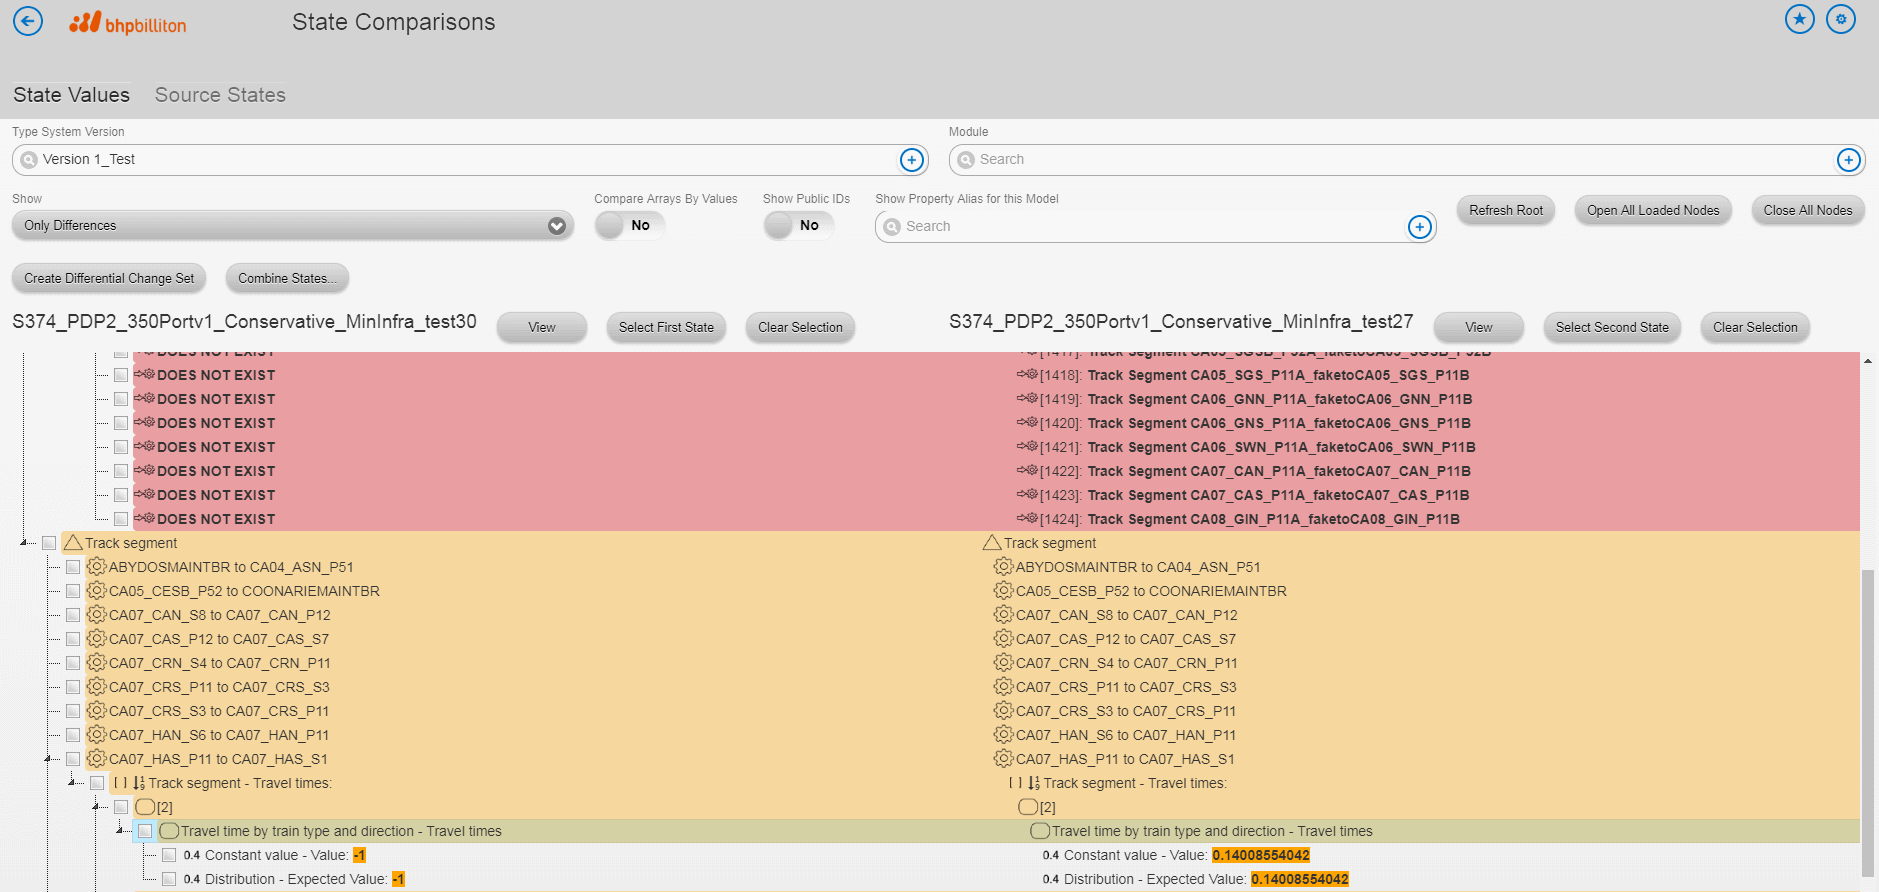 bhpbilliton State Comparisons
State Values Source States
Type System Version Module
Version 1_Test Search
Show Compare Arrays By Values Show Public IDs Show Property Alias for this Model
Only Differences No No Search Refresh Root Open All Loaded Nodes Close All Nodes
Create Differential Change Set Combine States...
S374_PDP2_350Portv1_Conservative_MinInfra_test30 View Select First State Clear Selection S374_PDP2_350Portv1_Conservative_MinInfra_test27 View Select Second State Clear Selection
DOES NOT EXIST [1417]: Track Segment CA05_SGSB_P52A_faketoCA05_SGSB_P52B
DOES NOT EXIST [1418]: Track Segment CA05_SGS_P11A_faketoCA05_SGS_P11B
DOES NOT EXIST [1419]: Track Segment CA06_GNN_P11A_faketoCA06_GNN_P11B
DOES NOT EXIST [1420]: Track Segment CA06_GNS_P11A_faketoCA06_GNS_P11B
DOES NOT EXIST [1421]: Track Segment CA06_SWN_P11A_faketoCA06_SWN_P11B
DOES NOT EXIST [1422]: Track Segment CA07_CAN_P11A_faketoCA07_CAN_P11B
DOES NOT EXIST [1423]: Track Segment CA07_CAS_P11A_faketoCA07_CAS_P11B
DOES NOT EXIST [1424]: Track Segment CA08_GIN_P11A_faketoCA08_GIN_P11B
Track segment Track segment
ABYDOSMAINTBR to CA04_ASN_P51 ABYDOSMAINTBR to CA04_ASN_P51
CA05_CESB_P52 to COONARIEMAINTBR CA05_CESB_P52 to COONARIEMAINTBR
CA07_CAN_S8 to CA07_CAN_P12 CA07_CAN_S8 to CA07_CAN_P12
CA07_CAS_P12 to CA07_CAS_S7 CA07_CAS_P12 to CA07_CAS_S7
CA07_CRN_S4 to CA07_CRN_P11 CA07_CRN_S4 to CA07_CRN_P11
CA07_CRS_P11 to CA07_CRS_S3 CA07_CRS_P11 to CA07_CRS_S3
CA07_CRS_S3 to CA07_CRS_P11 CA07_CRS_S3 to CA07_CRS_P11
CA07_HAN_S6 to CA07_HAN_P11 CA07_HAN_S6 to CA07_HAN_P11
CA07_HAS_P11 to CA07_HAS_S1 CA07_HAS_P11 to CA07_HAS_S1
[ ] Track segment - Travel times: [ ] Track segment - Travel times:
[2] [2]
Travel time by train type and direction - Travel times Travel time by train type and direction - Travel times
0.4 Constant value - Value: -1 0.4 Constant value - Value: 0.14008554042
0.4 Distribution - Expected Value: -1 0.4 Distribution - Expected Value: 0.14008554042